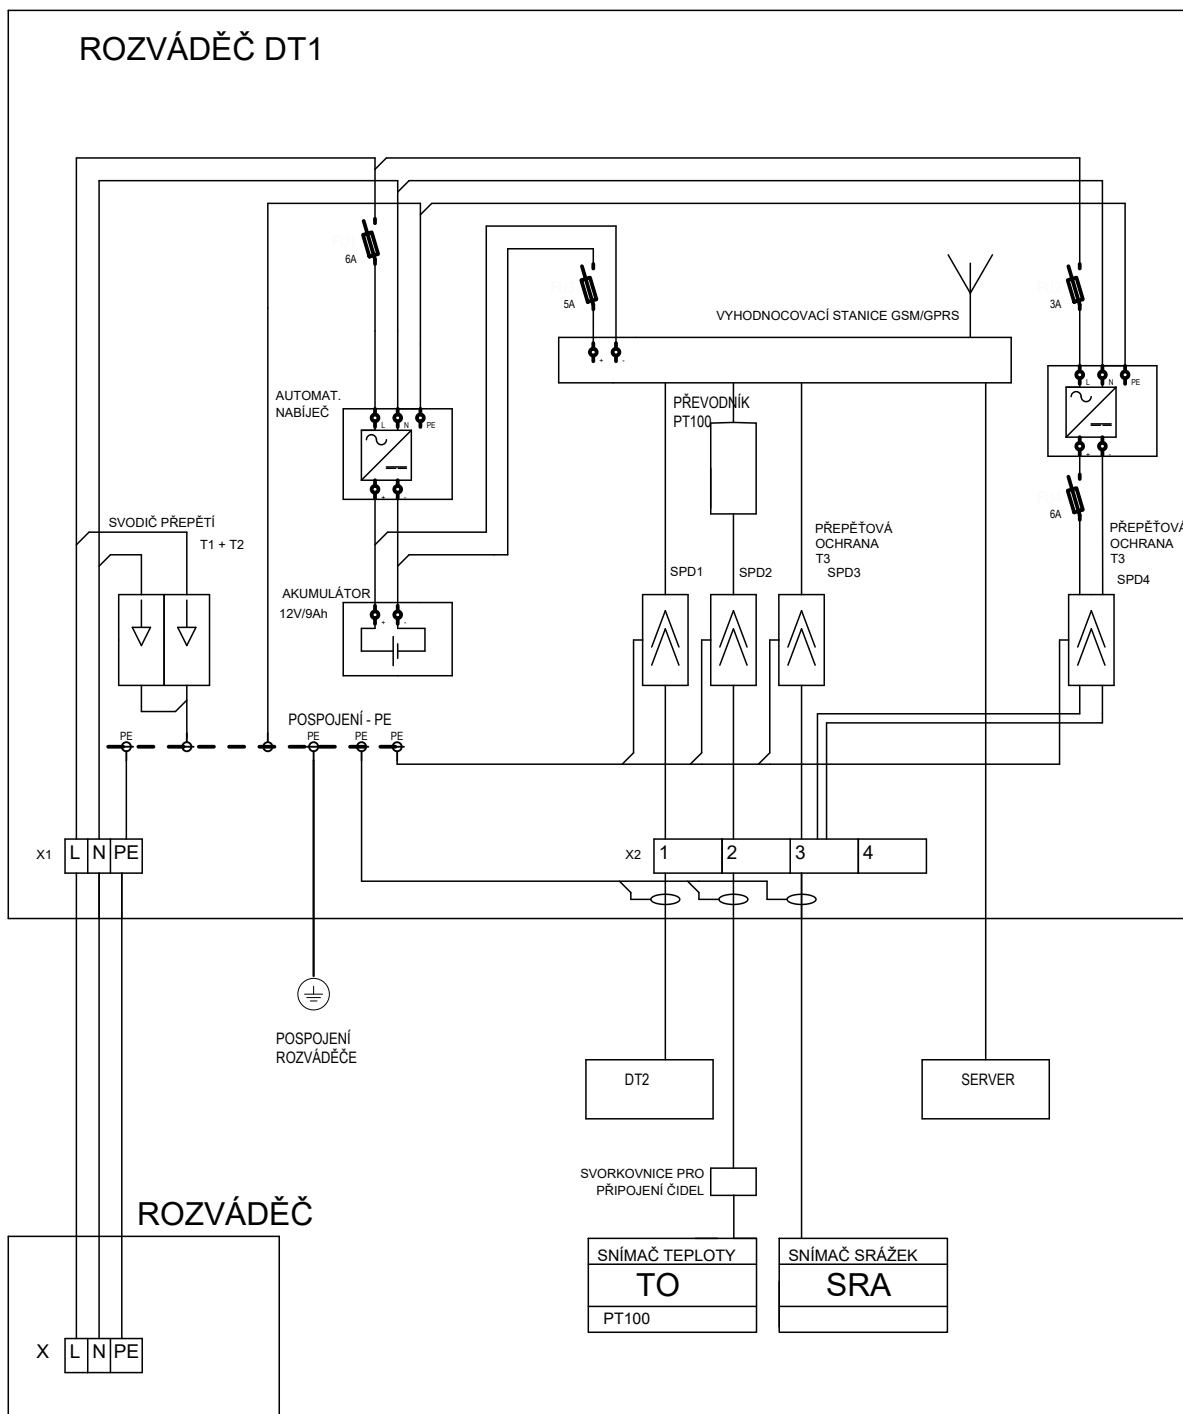 ROZVÁDĚČ DT1
6A
5A
3A
VYHODNOCOVACÍ STANICE GSM/GPRS
+
-
L
N
PE
AUTOMAT.
NABÍJEČ
L
N
PE
+
-
PŘEVODNÍK
PT100
+
-
6A
SVODIČ PŘEPĚTÍ
T1 + T2
PŘEPĚŤOVÁ
OCHRANA
T3
PŘEPĚŤOVÁ
OCHRANA
T3
SPD1
SPD2
SPD3
SPD4
AKUMULÁTOR
12V/9Ah
+
-
POSPOJENÍ - PE
PE
PE
PE
PE
X1
L
N
PE
X2
1
2
3
4
POSPOJENÍ
ROZVÁDĚČE
DT2
SERVER
SVORKOVNICE PRO
PŘIPOJENÍ ČIDEL
ROZVÁDĚČ
SNÍMAČ TEPLOTY
TO
PT100
SNÍMAČ SRÁŽEK
SRA
X
L
N
PE